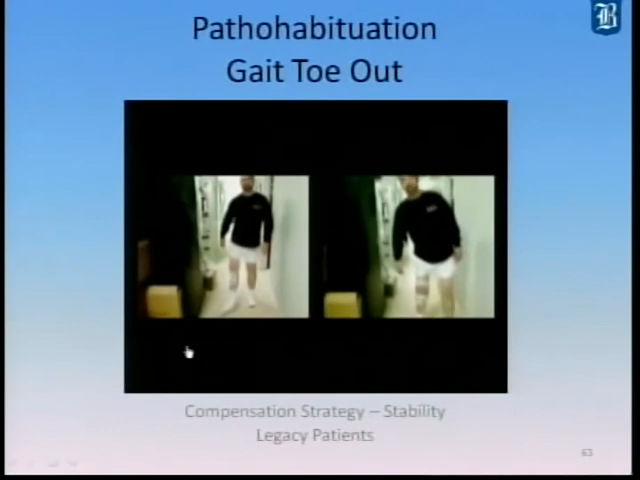 Pathohabituation
Gait Toe Out
B
Compensation Strategy – Stability
Legacy Patients
63